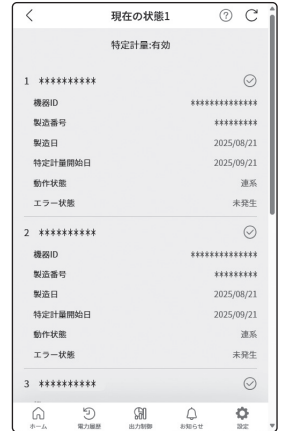 現在の状態1
特定計量:有効
1 **********
機器ID **************
製造番号 *********
製造日 2025/08/21
特定計量開始日 2025/09/21
動作状態 連系
エラー状態 未発生
2 **********
機器ID **************
製造番号 *********
製造日 2025/08/21
特定計量開始日 2025/09/21
動作状態 連系
エラー状態 未発生
3 **********
ホーム 電力履歴 出力制御 お知らせ 設定